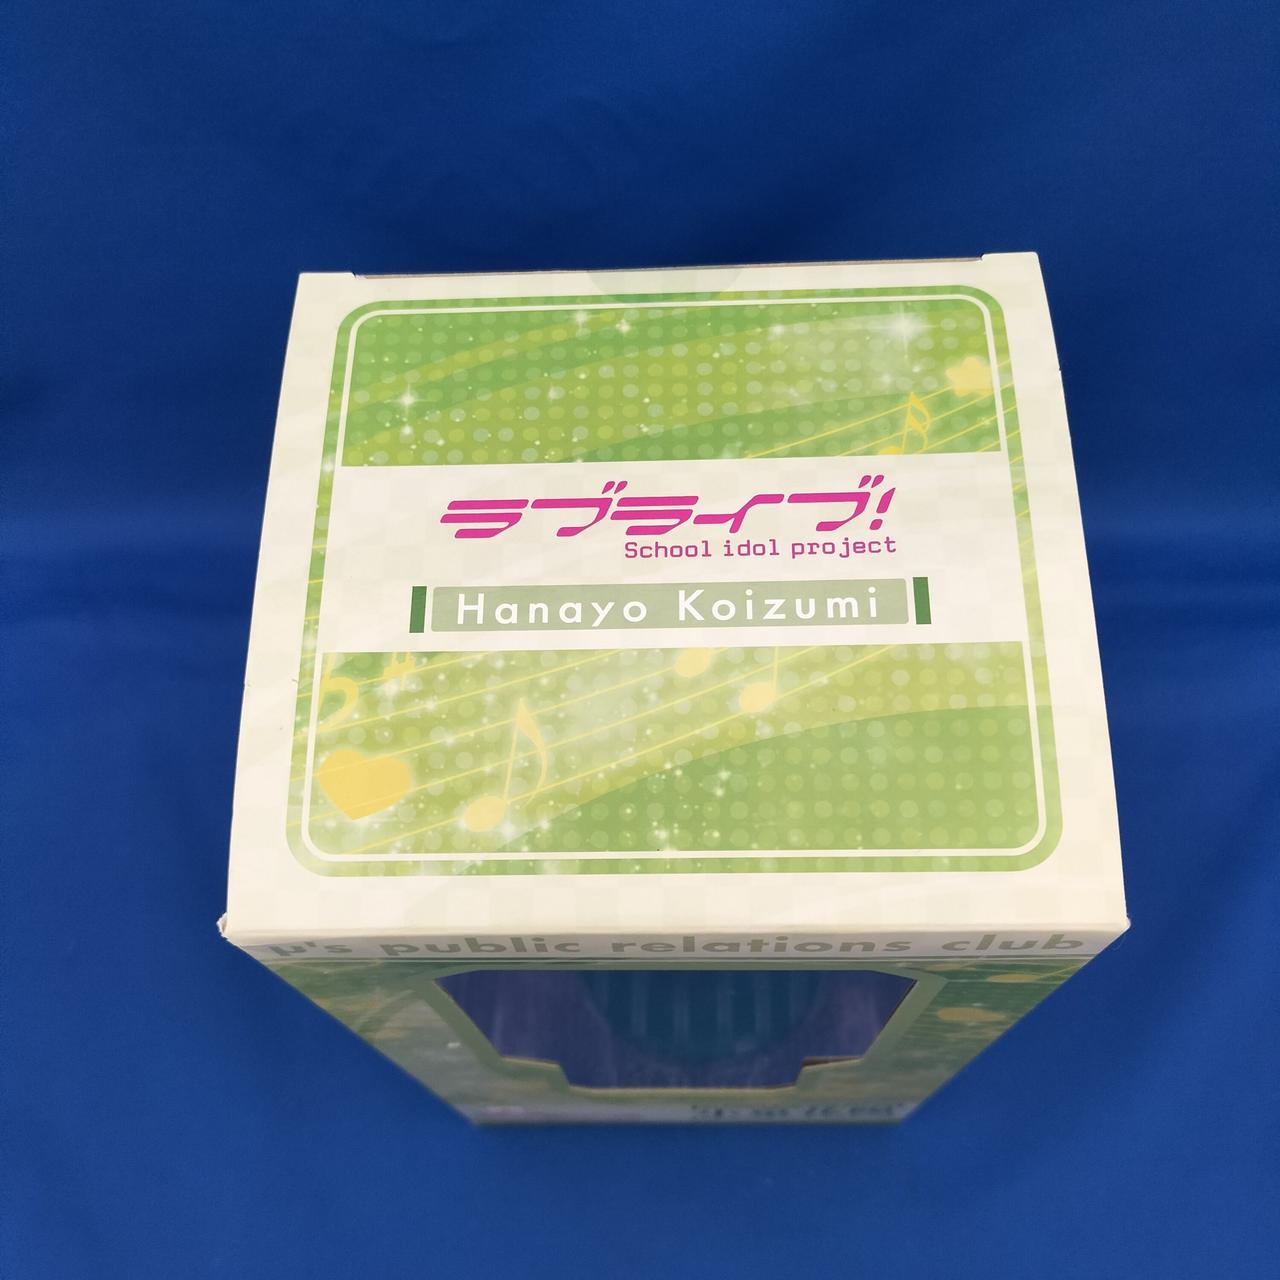 ラブライブ!
School idol project
Hanayo Koizumi
μ's public relations club